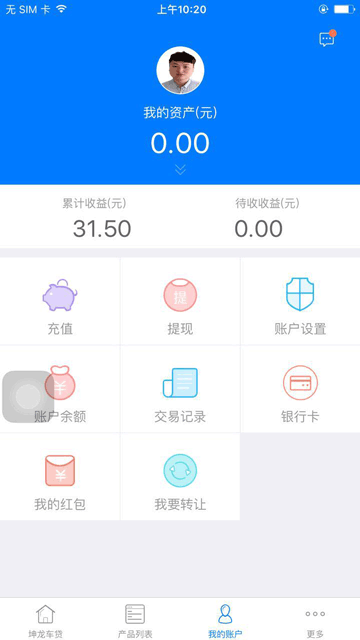 无 SIM 卡 上午10:20
我的资产(元)
0.00
累计收益(元) 待收收益(元)
31.50 0.00
提
充值 提现 账户设置
¥
账户余额 交易记录 银行卡
¥
我的红包 我要转让
坤龙车贷 产品列表 我的账户 更多